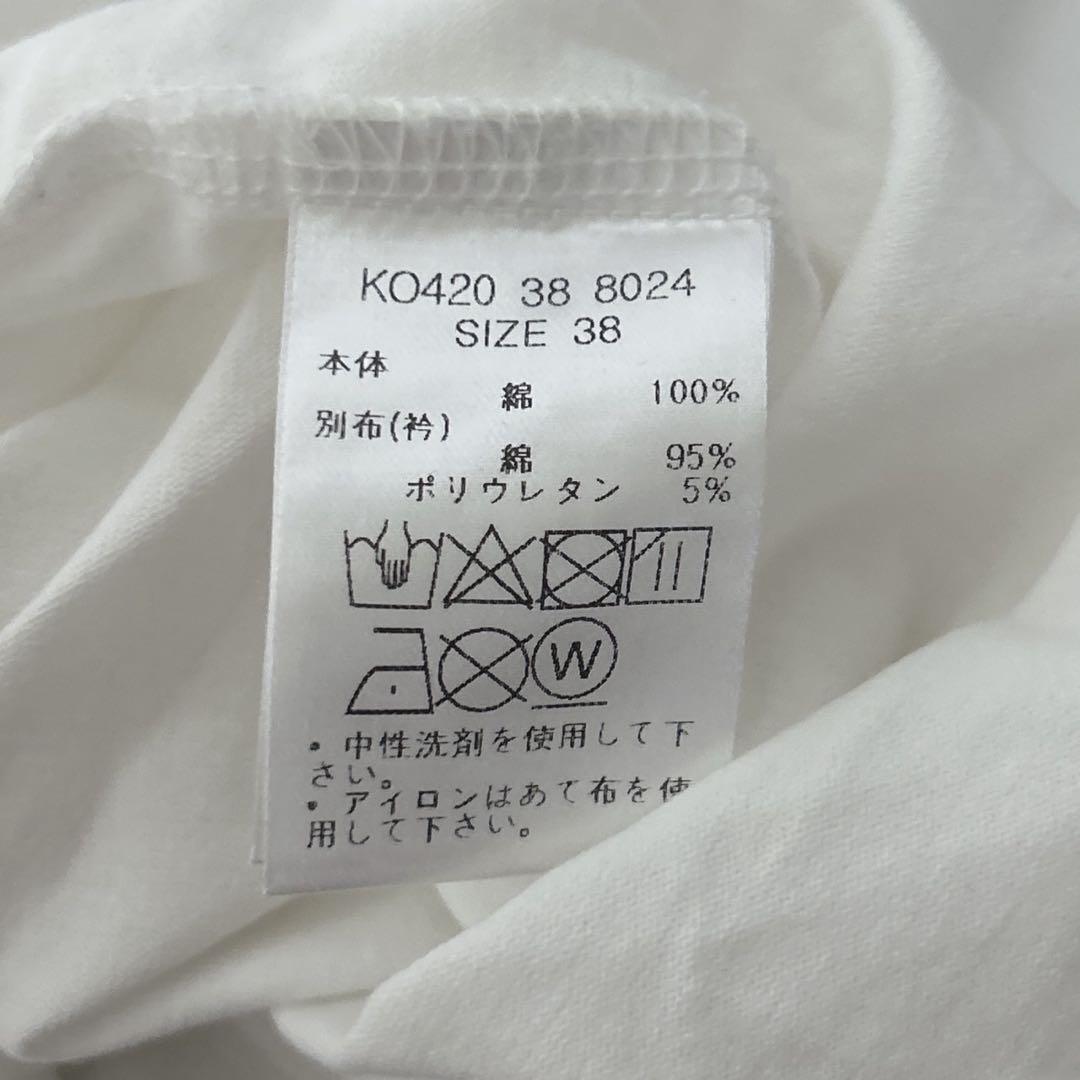 KO420 38 8024
SIZE 38
本体
綿 100%
別布(衿)
綿 95%
ポリウレタン 5%
W
・中性洗剤を使用して下
さい。
・アイロンはあて布を使
用して下さい。